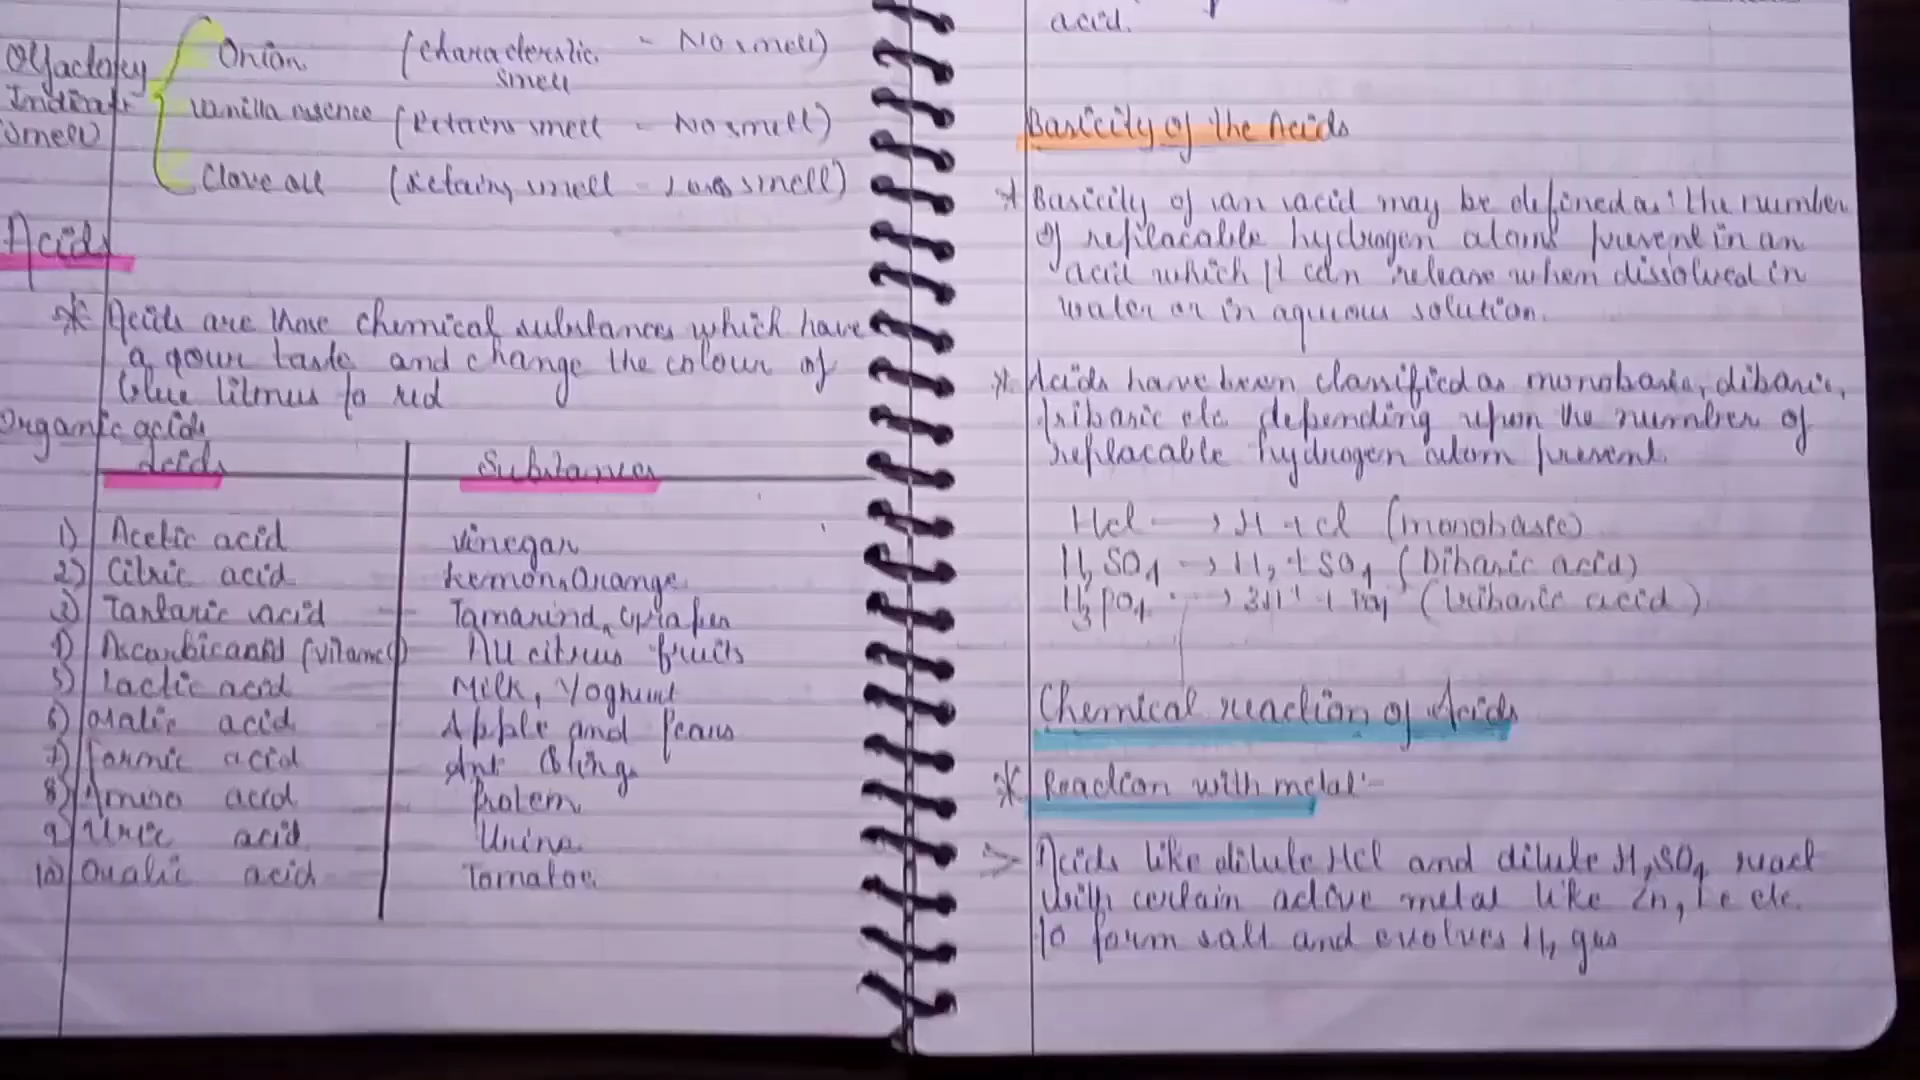 Olfactory
Indicator
(Smell)
Onion (characteristic smell - No smell)
Vanilla essence (Retains smell - No smell)
Clove oil (Retains smell - Loses smell)
Acids
* Acids are those chemical substances which have
a sour taste and change the colour of
blue litmus to red
Organic acids
Acids Substances
1) Acetic acid Vinegar
2) Citric acid Lemon, Orange
3) Tartaric acid Tamarind, Grapes
4) Ascorbic acid (vitamin C) All citrus fruits
5) Lactic acid Milk, Yoghurt
6) Malic acid Apple and Pears
7) Formic acid Ant Sting
8) Amino acid Protein
9) Uric acid Urine
10) Oxalic acid Tomatoe
acid.
Basicity of the Acids
* Basicity of an acid may be defined as the number
of replacable hydrogen atoms present in an
acid which it can release when dissolved in
water or in aqueous solution.
* Acids have been classified as monobasic, dibasic,
tribasic etc depending upon the number of
replacable hydrogen atom present.
Hcl → H + cl (monobasic)
H₂SO₄ → H₂ + SO₄ (Dibasic acid)
H₃PO₄ → 3H⁺ + (tribasic acid)
Chemical reaction of Acids
* Reaction with metal:-
> Acids like dilute Hcl and dilute H₂SO₄ react
with certain active metal like Zn, Fe etc.
to form salt and evolves H₂ gas